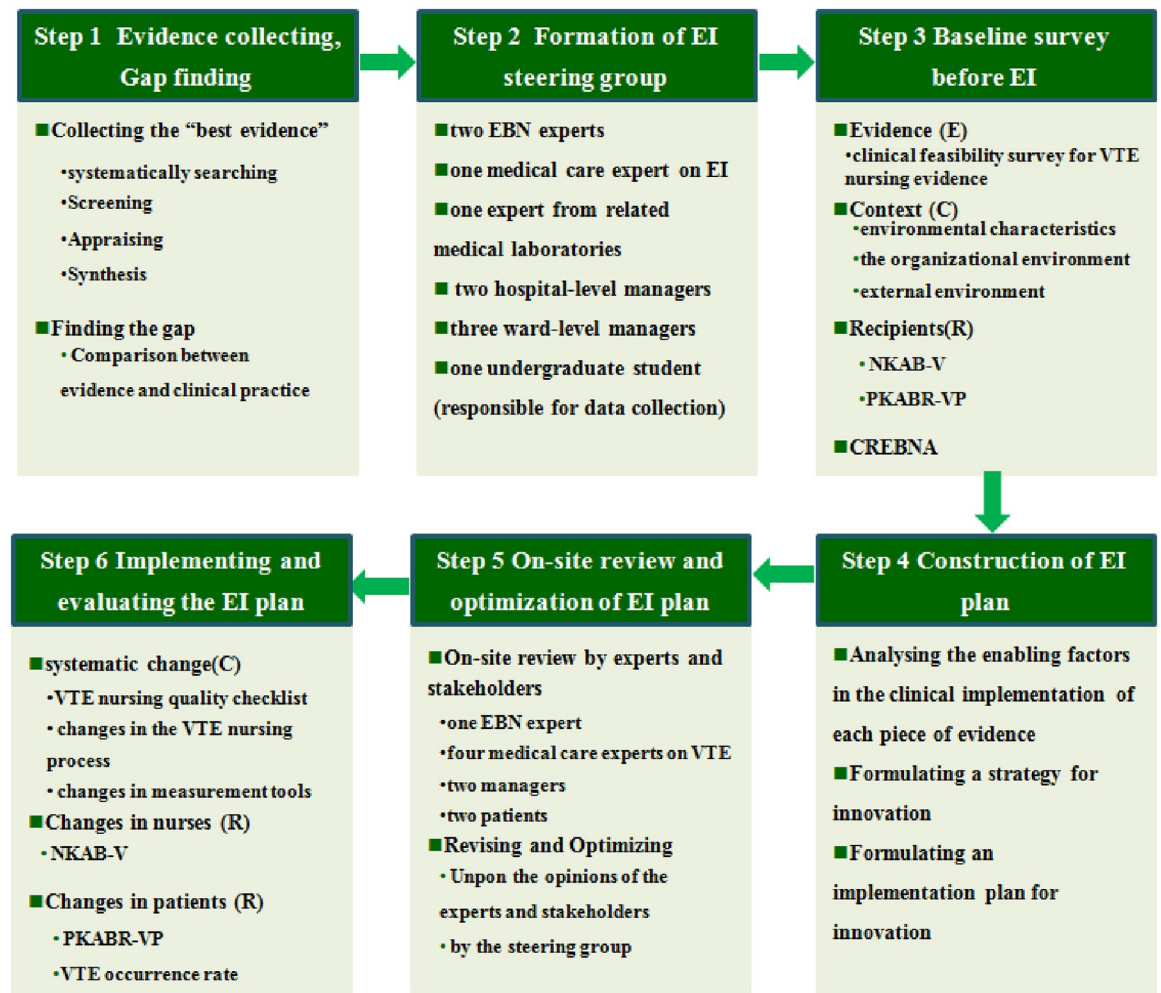 Step 1 Evidence collecting,
Gap finding
■Collecting the “best evidence”
•systematically searching
•Screening
•Appraising
•Synthesis
■Finding the gap
• Comparison between
evidence and clinical practice
Step 2 Formation of EI
steering group
■two EBN experts
■one medical care expert on EI
■one expert from related
medical laboratories
■ two hospital-level managers
■three ward-level managers
■one undergraduate student
(responsible for data collection)
Step 3 Baseline survey
before EI
■Evidence (E)
•clinical feasibility survey for VTE
nursing evidence
■Context (C)
•environmental characteristics
•the organizational environment
•external environment
■Recipients(R)
• NKAB-V
•PKABR-VP
■CREBNA
Step 4 Construction of EI
plan
■Analysing the enabling factors
in the clinical implementation of
each piece of evidence
■Formulating a strategy for
innovation
■Formulating an
implementation plan for
innovation
Step 5 On-site review and
optimization of EI plan
■On-site review by experts and
stakeholders
•one EBN expert
•four medical care experts on VTE
•two managers
•two patients
■Revising and Optimizing
• Unpon the opinions of the
experts and stakeholders
• by the steering group
Step 6 Implementing and
evaluating the EI plan
■systematic change(C)
•VTE nursing quality checklist
• changes in the VTE nursing
process
• changes in measurement tools
■Changes in nurses (R)
• NKAB-V
■Changes in patients (R)
• PKABR-VP
•VTE occurrence rate